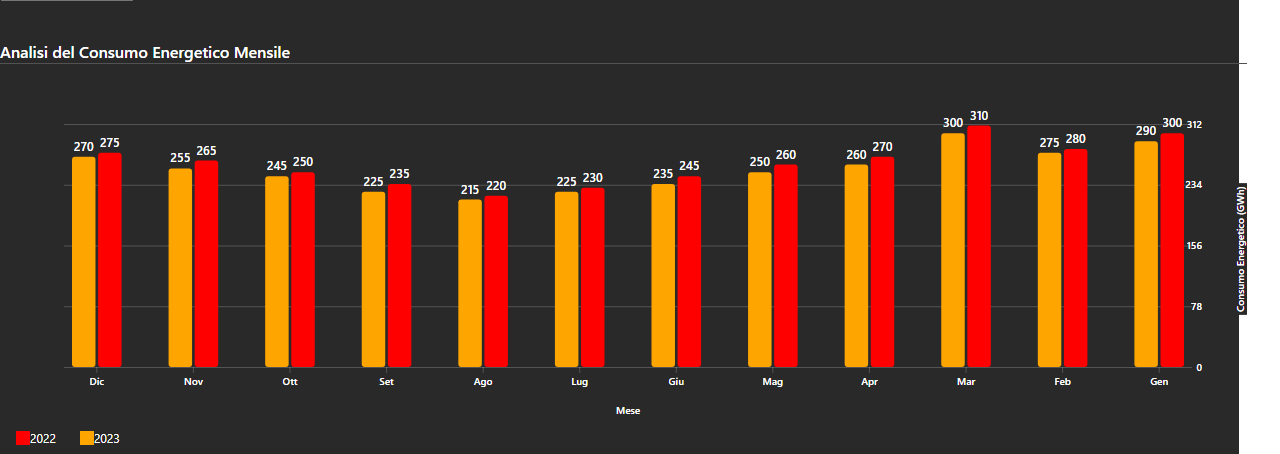 Analisi del Consumo Energetico Mensile
270 275 255 265 245 250 225 235 215 220 225 230 235 245 250 260 260 270 300 310 275 280 290 300
312
234
156
78
0
Consumo Energetico (GWh)
Dic Nov Ott Set Ago Lug Giu Mag Apr Mar Feb Gen
Mese
2022 2023